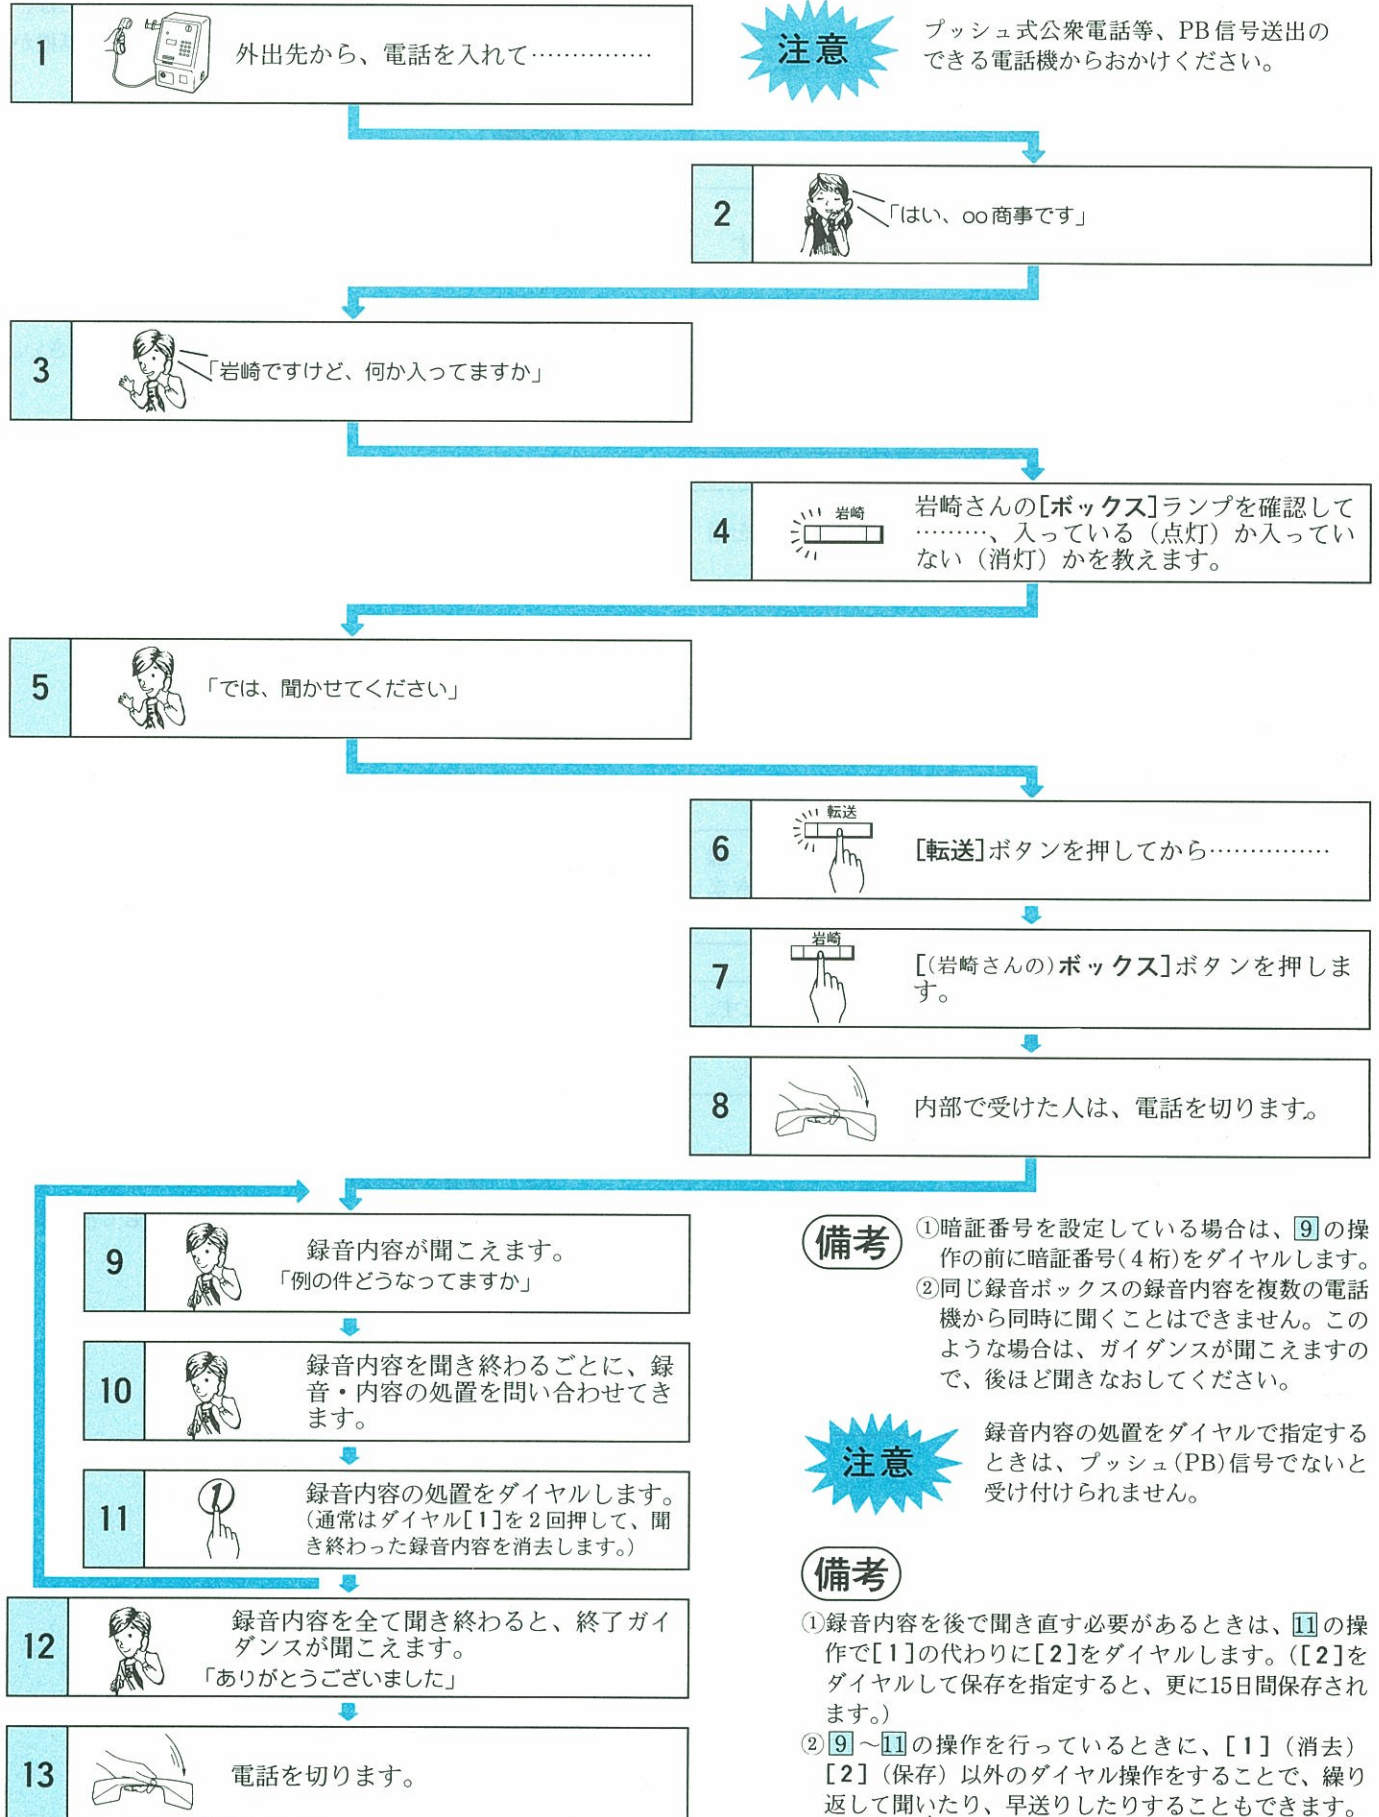 1
外出先から、電話を入れて……………
注意
プッシュ式公衆電話等、PB信号送出の
できる電話機からおかけください。
2
「はい、oo商事です」
3
「岩崎ですけど、何か入ってますか」
4
岩崎
岩崎さんの[ボックス]ランプを確認して
………、入っている（点灯）か入ってい
ない（消灯）かを教えます。
5
「では、聞かせてください」
6
転送
[転送]ボタンを押してから……………
7
岩崎
[(岩崎さんの)ボックス]ボタンを押しま
す。
8
内部で受けた人は、電話を切ります。
9
録音内容が聞こえます。
「例の件どうなってますか」
10
録音内容を聞き終わるごとに、録
音・内容の処置を問い合わせてき
ます。
11
1
録音内容の処置をダイヤルします。
(通常はダイヤル[1]を2回押して、聞
き終わった録音内容を消去します。)
12
録音内容を全て聞き終わると、終了ガイ
ダンスが聞こえます。
「ありがとうございました」
13
電話を切ります。
備考
①暗証番号を設定している場合は、9の操
作の前に暗証番号(4桁)をダイヤルします。
②同じ録音ボックスの録音内容を複数の電話
機から同時に聞くことはできません。この
ような場合は、ガイダンスが聞こえますの
で、後ほど聞きなおしてください。
注意
録音内容の処置をダイヤルで指定する
ときは、プッシュ(PB)信号でないと
受け付けられません。
備考
①録音内容を後で聞き直す必要があるときは、11の操
作で[1]の代わりに[2]をダイヤルします。([2]を
ダイヤルして保存を指定すると、更に15日間保存され
ます。)
②9～11の操作を行っているときに、[1]（消去）
[2]（保存）以外のダイヤル操作をすることで、繰り
返して聞いたり、早送りしたりすることもできます。